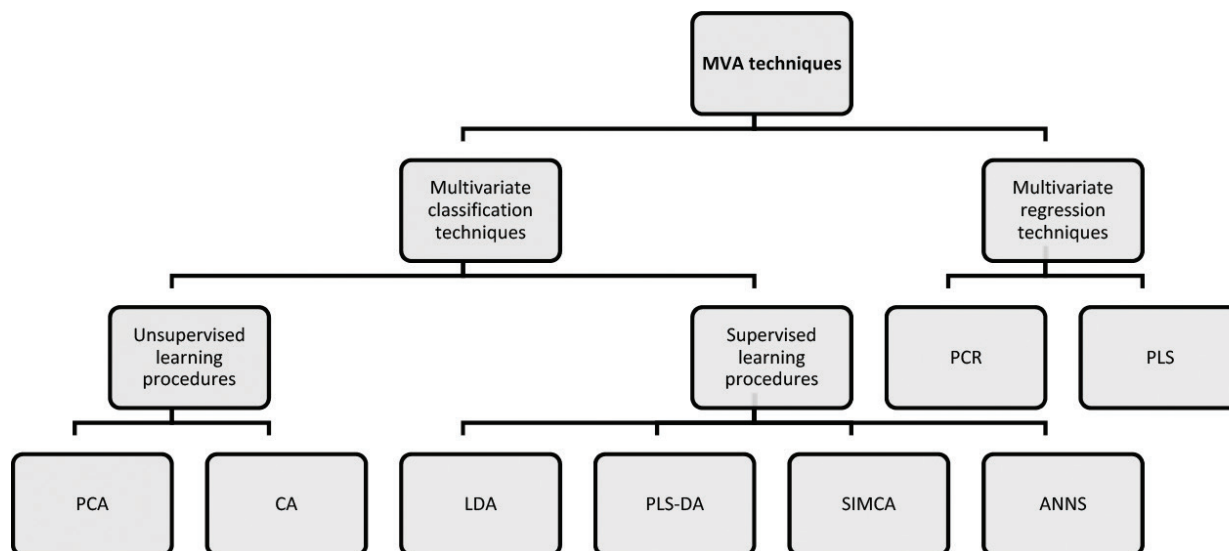 MVA techniques
Multivariate
classification
techniques
Multivariate
regression
techniques
Unsupervised
learning
procedures
Supervised
learning
procedures
PCR
PLS
PCA
CA
LDA
PLS-DA
SIMCA
ANNS